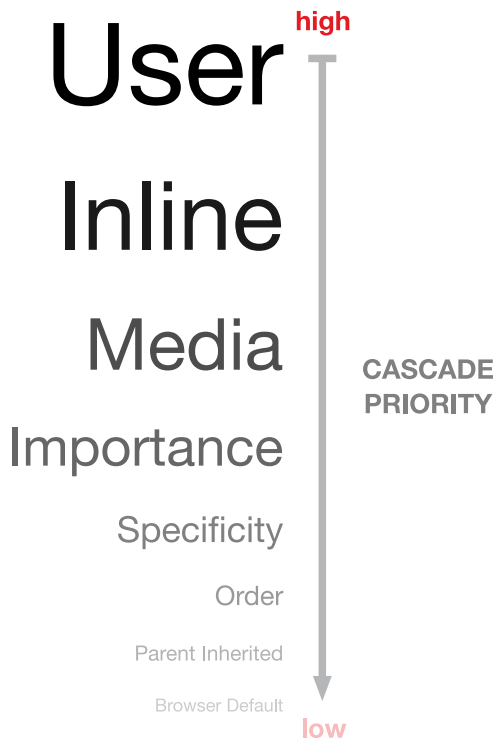 high
User
Inline
Media
CASCADE
PRIORITY
Importance
Specificity
Order
Parent Inherited
Browser Default
low